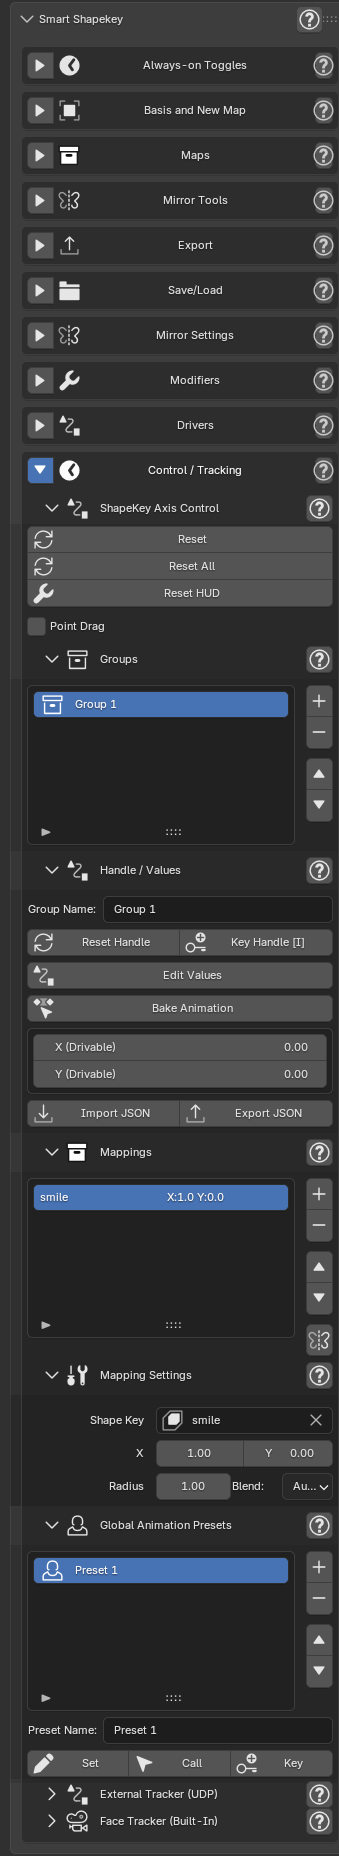 Smart Shapekey
Always-on Toggles
Basis and New Map
Maps
Mirror Tools
Export
Save/Load
Mirror Settings
Modifiers
Drivers
Control / Tracking
ShapeKey Axis Control
Reset
Reset All
Reset HUD
Point Drag
Groups
Group 1
Handle / Values
Group Name: Group 1
Reset Handle Key Handle [I]
Edit Values
Bake Animation
X (Drivable) 0.00
Y (Drivable) 0.00
Import JSON Export JSON
Mappings
smile X:1.0 Y:0.0
Mapping Settings
Shape Key smile
X 1.00 Y 0.00
Radius 1.00 Blend: Au...
Global Animation Presets
Preset 1
Preset Name: Preset 1
Set Call Key
External Tracker (UDP)
Face Tracker (Built-In)